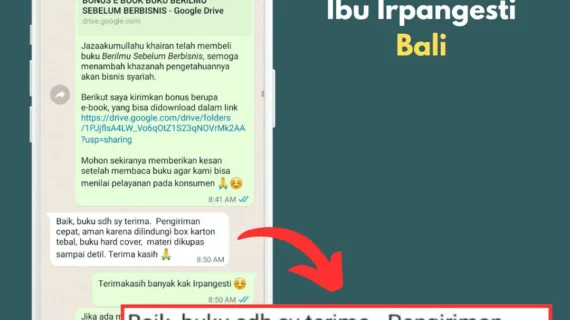 BONUS E BOOK BUKU BERILMU
SEBELUM BERBISNIS - Google Drive
drive.google.com
Jazaakumullahu khairan telah membeli
buku Berilmu Sebelum Berbisnis, semoga
menambah khazanah pengetahuannya
akan bisnis syariah.
Berikut saya kirimkan bonus berupa
e-book, yang bisa didownload dalam link
https://drive.google.com/drive/folders
/1PJjflsA4LW_Vo6qOtZ1S23qNOVrMk2AA
?usp=sharing
Mohon sekiranya memberikan kesan
setelah membaca buku agar kami bisa
menilai pelayanan pada konsumen 🙏☺️
8:41 AM
Baik, buku sdh sy terima. Pengiriman
cepat, aman karena dilindungi box karton
tebal, buku hard cover, materi dikupas
sampai detil. Terima kasih 🙏
8:50 AM
Terimakasih banyak kak Irpangesti ☺️
8:50 AM
Jika ada m
Ibu Irpangesti
Bali
Baik, buku sdh sy terima. Pengiriman